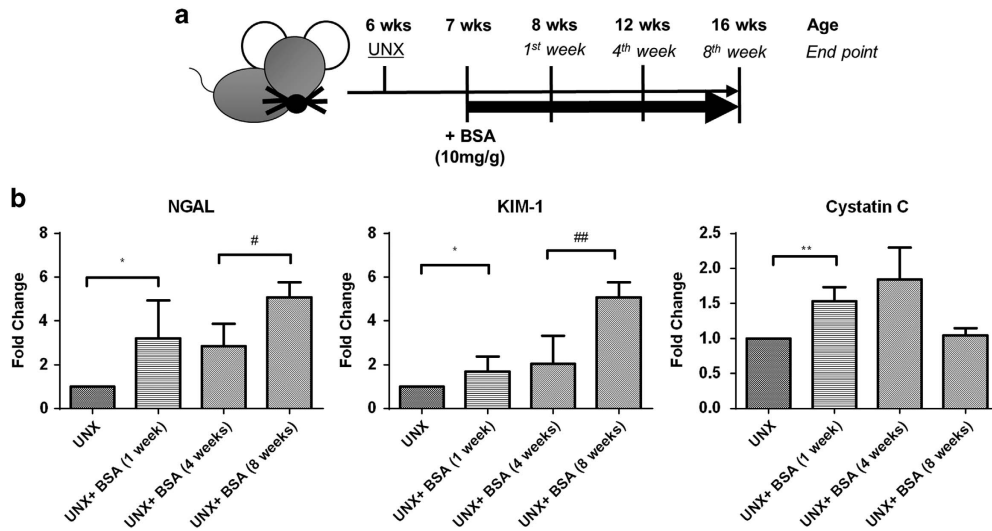 a
6 wks 7 wks 8 wks 12 wks 16 wks Age
UNX 1st week 4th week 8th week End point
+ BSA
(10mg/g)
b
NGAL
Fold Change
8
6
4
2
0
*
#
UNX
UNX+ BSA (1 week)
UNX+ BSA (4 weeks)
UNX+ BSA (8 weeks)
KIM-1
Fold Change
8
6
4
2
0
*
##
UNX
UNX+ BSA (1 week)
UNX+ BSA (4 weeks)
UNX+ BSA (8 weeks)
Cystatin C
Fold Change
2.5
2.0
1.5
1.0
0.5
0.0
**
UNX
UNX+ BSA (1 week)
UNX+ BSA (4 weeks)
UNX+ BSA (8 weeks)